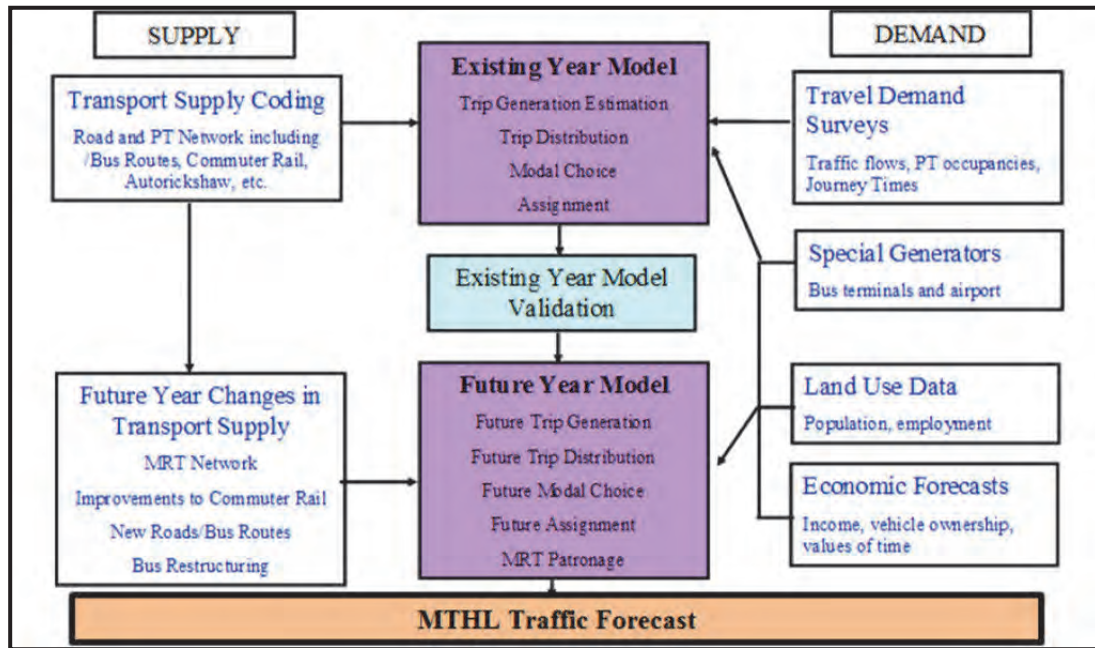 SUPPLY
Transport Supply Coding
Road and PT Network including
/Bus Routes, Commuter Rail,
Autorickshaw, etc.
Future Year Changes in
Transport Supply
MRT Network
Improvements to Commuter Rail
New Roads/Bus Routes
Bus Restructuring
Existing Year Model
Trip Generation Estimation
Trip Distribution
Modal Choice
Assignment
Existing Year Model
Validation
Future Year Model
Future Trip Generation
Future Trip Distribution
Future Modal Choice
Future Assignment
MRT Patronage
DEMAND
Travel Demand
Surveys
Traffic flows, PT occupancies,
Journey Times
Special Generators
Bus terminals and airport
Land Use Data
Population, employment
Economic Forecasts
Income, vehicle ownership,
values of time
MTHL Traffic Forecast